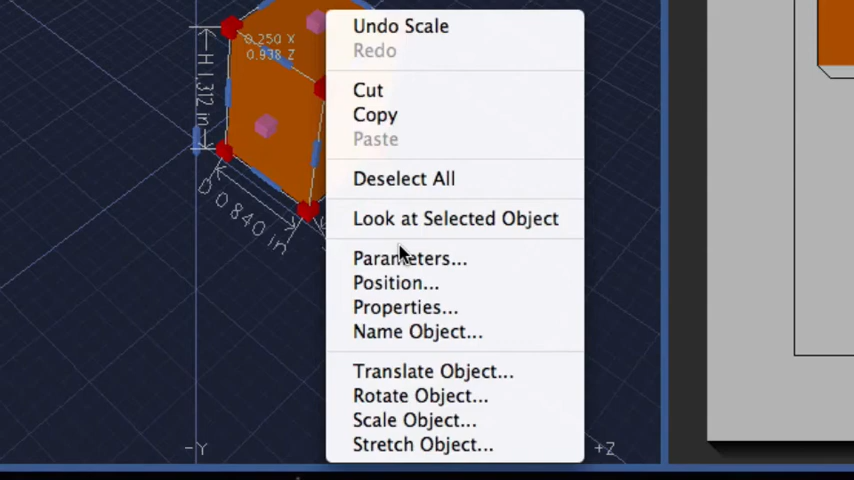 Undo Scale
Redo
0.250 X
0.938 Z
H 1.312 in
Cut
Copy
Paste
Deselect All
D 0.840 in
Look at Selected Object
Parameters...
Position...
Properties...
Name Object...
Translate Object...
Rotate Object...
Scale Object...
Stretch Object...
-Y
+Z